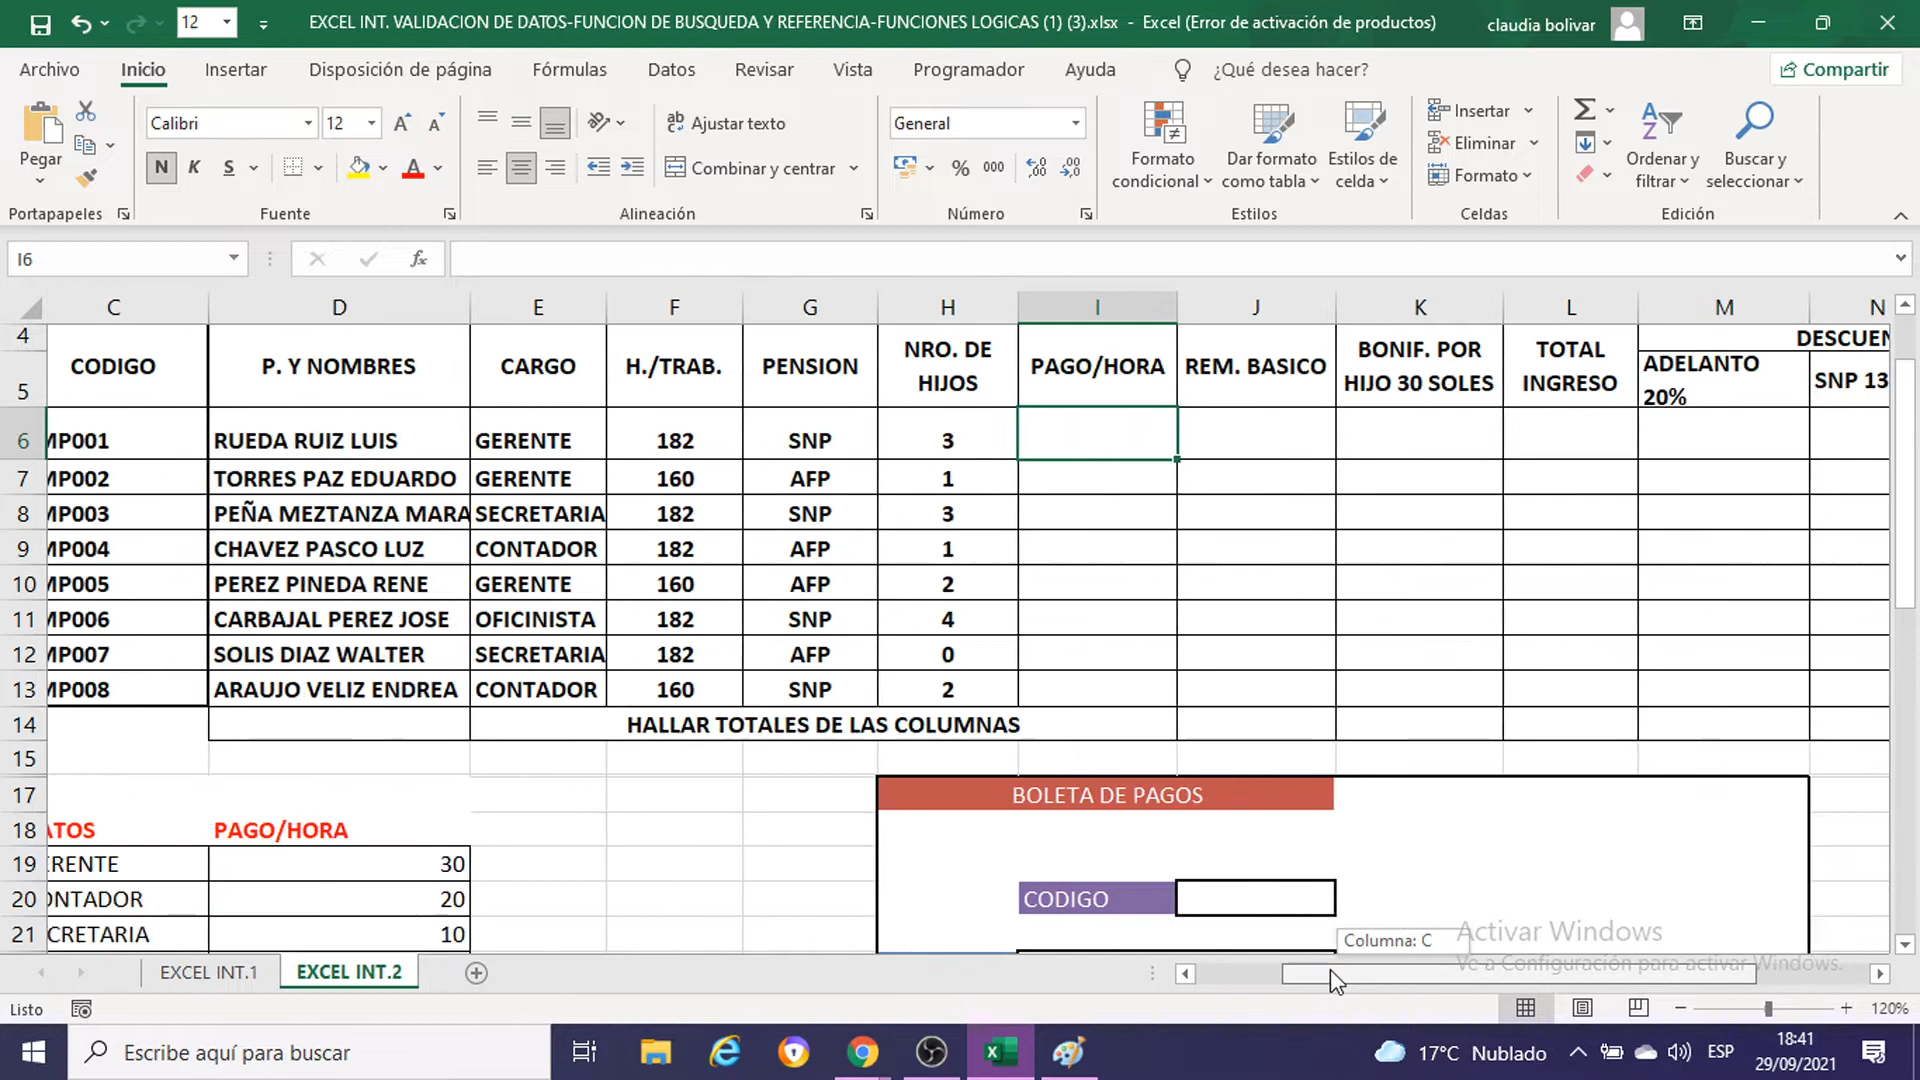 12
EXCEL INT. VALIDACION DE DATOS-FUNCION DE BUSQUEDA Y REFERENCIA-FUNCIONES LOGICAS (1) (3).xlsx - Excel (Error de activación de productos)
claudia bolivar
Archivo Inicio Insertar Disposición de página Fórmulas Datos Revisar Vista Programador Ayuda ¿Qué desea hacer? Compartir
Pegar
Calibri 12
N K S
Ajustar texto
Combinar y centrar
General
% 000
Formato condicional
Dar formato como tabla
Estilos de celda
Insertar
Eliminar
Formato
Ordenar y filtrar
Buscar y seleccionar
Portapapeles Fuente Alineación Número Estilos Celdas Edición
I6 fx
C D E F G H I J K L M N
4 DESCUEN
5 CODIGO P. Y NOMBRES CARGO H./TRAB. PENSION NRO. DE HIJOS PAGO/HORA REM. BASICO BONIF. POR HIJO 30 SOLES TOTAL INGRESO ADELANTO 20% SNP 13
6 MP001 RUEDA RUIZ LUIS GERENTE 182 SNP 3
7 MP002 TORRES PAZ EDUARDO GERENTE 160 AFP 1
8 MP003 PEÑA MEZTANZA MARA SECRETARIA 182 SNP 3
9 MP004 CHAVEZ PASCO LUZ CONTADOR 182 AFP 1
10 MP005 PEREZ PINEDA RENE GERENTE 160 AFP 2
11 MP006 CARBAJAL PEREZ JOSE OFICINISTA 182 SNP 4
12 MP007 SOLIS DIAZ WALTER SECRETARIA 182 AFP 0
13 MP008 ARAUJO VELIZ ENDREA CONTADOR 160 SNP 2
14 HALLAR TOTALES DE LAS COLUMNAS
15
17 BOLETA DE PAGOS
18 ATOS PAGO/HORA
19 ERENTE 30
20 ONTADOR 20 CODIGO
21 CRETARIA 10
Columna: C
Activar Windows
Ve a Configuración para activar Windows.
EXCEL INT.1 EXCEL INT.2
Listo 120%
Escribe aquí para buscar
17°C Nublado ESP
18:41
29/09/2021